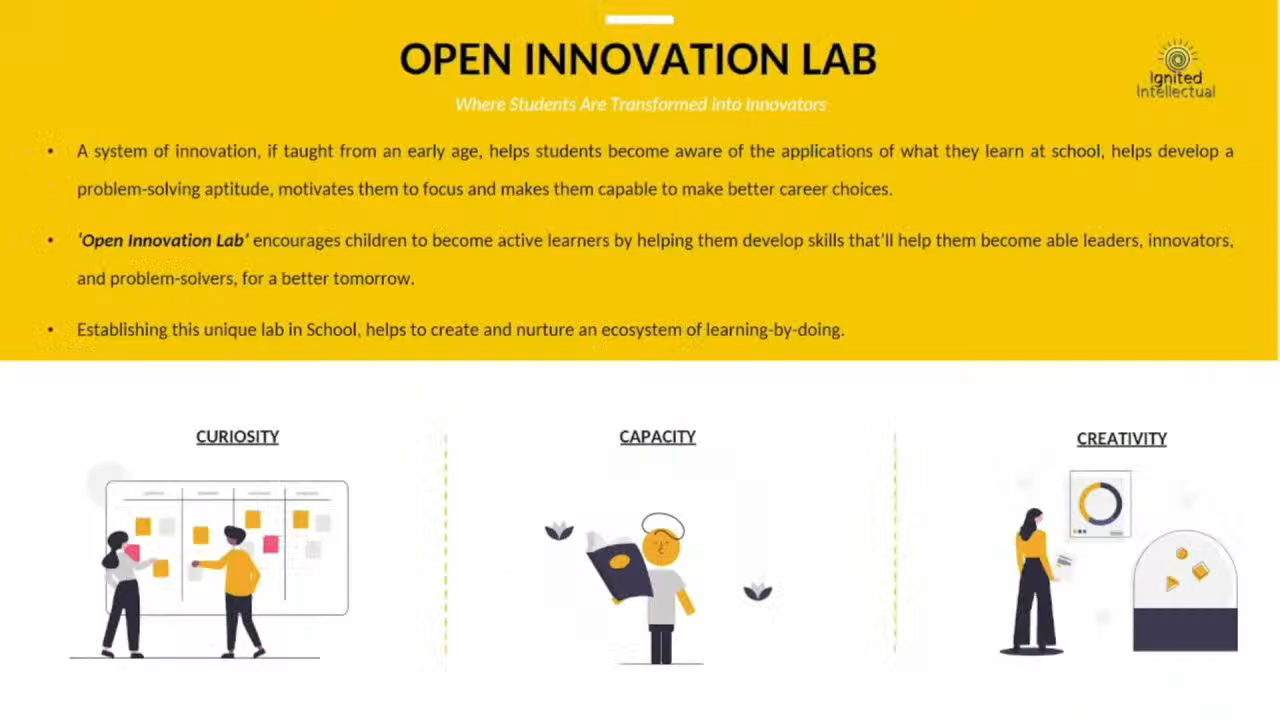 OPEN INNOVATION LAB
Where Students Are Transformed Into Innovators
Ignited
Intellectual
• A system of innovation, if taught from an early age, helps students become aware of the applications of what they learn at school, helps develop a
problem-solving aptitude, motivates them to focus and makes them capable to make better career choices.
• ‘Open Innovation Lab’ encourages children to become active learners by helping them develop skills that’ll help them become able leaders, innovators,
and problem-solvers, for a better tomorrow.
• Establishing this unique lab in School, helps to create and nurture an ecosystem of learning-by-doing.
CURIOSITY
CAPACITY
CREATIVITY